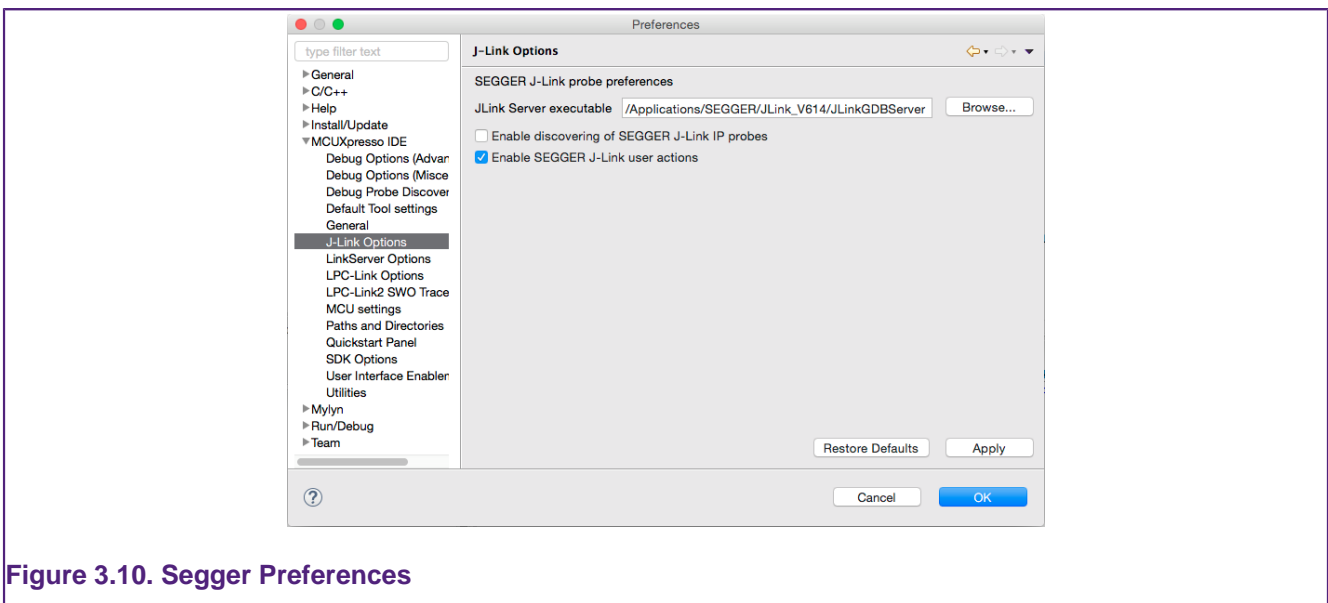 Preferences
type filter text
J-Link Options
General
C/C++
Help
Install/Update
MCUXpresso IDE
Debug Options (Advan
Debug Options (Misce
Debug Probe Discover
Default Tool settings
General
J-Link Options
LinkServer Options
LPC-Link Options
LPC-Link2 SWO Trace
MCU settings
Paths and Directories
Quickstart Panel
SDK Options
User Interface Enablen
Utilities
Mylyn
Run/Debug
Team
SEGGER J-Link probe preferences
JLink Server executable /Applications/SEGGER/JLink_V614/JLinkGDBServer Browse...
Enable discovering of SEGGER J-Link IP probes
Enable SEGGER J-Link user actions
Restore Defaults Apply
?
Cancel OK
Figure 3.10. Segger Preferences